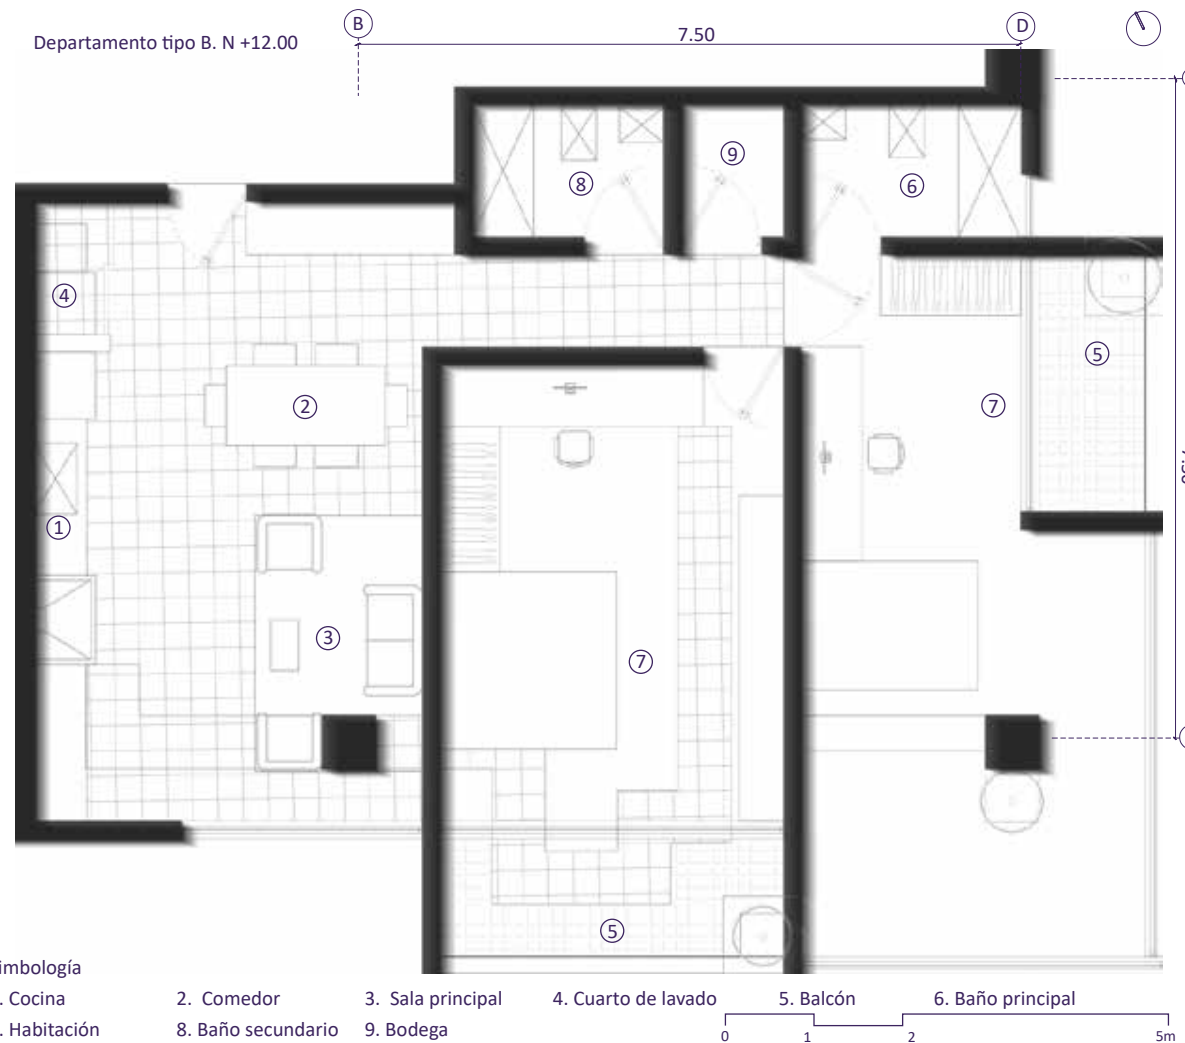 B
D
Departamento tipo B. N +12.00
7.50
9
8
6
4
5
2
7
1
3
7
5
imbología
. Cocina 2. Comedor 3. Sala principal 4. Cuarto de lavado 5. Balcón 6. Baño principal
. Habitación 8. Baño secundario 9. Bodega
0 1 2 5m